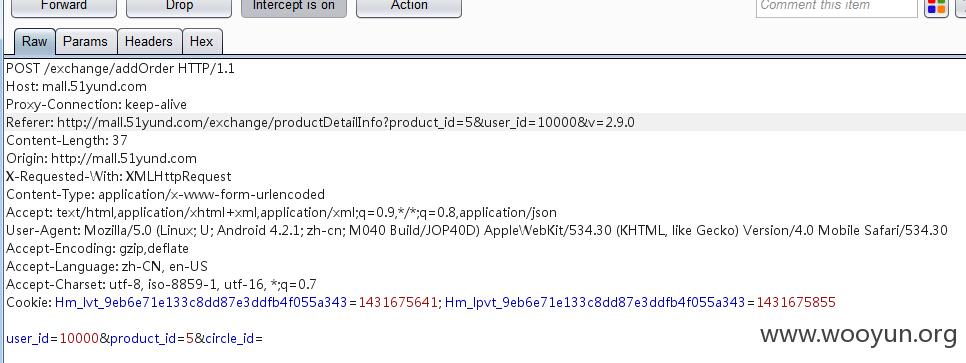 Forward Drop Intercept is on Action Comment this item
Raw Params Headers Hex
POST /exchange/addOrder HTTP/1.1
Host: mall.51yund.com
Proxy-Connection: keep-alive
Referer: http://mall.51yund.com/exchange/productDetailInfo?product_id=5&user_id=10000&v=2.9.0
Content-Length: 37
Origin: http://mall.51yund.com
X-Requested-With: XMLHttpRequest
Content-Type: application/x-www-form-urlencoded
Accept: text/html,application/xhtml+xml,application/xml;q=0.9,*/*;q=0.8,application/json
User-Agent: Mozilla/5.0 (Linux; U; Android 4.2.1; zh-cn; M040 Build/JOP40D) AppleWebKit/534.30 (KHTML, like Gecko) Version/4.0 Mobile Safari/534.30
Accept-Encoding: gzip,deflate
Accept-Language: zh-CN, en-US
Accept-Charset: utf-8, iso-8859-1, utf-16, *;q=0.7
Cookie: Hm_lvt_9eb6e71e133c8dd87e3ddfb4f055a343=1431675641; Hm_lpvt_9eb6e71e133c8dd87e3ddfb4f055a343=1431675855
user_id=10000&product_id=5&circle_id=
www.wooyun.org